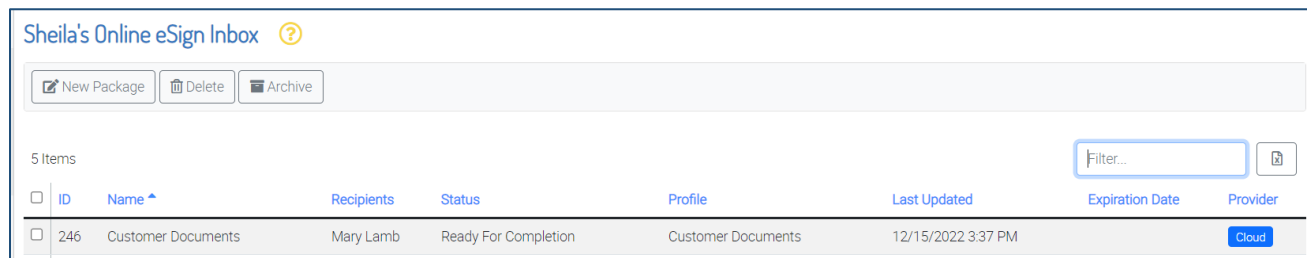 Sheila's Online eSign Inbox ?
New Package Delete Archive
5 Items Filter...
ID Name Recipients Status Profile Last Updated Expiration Date Provider
246 Customer Documents Mary Lamb Ready For Completion Customer Documents 12/15/2022 3:37 PM Cloud